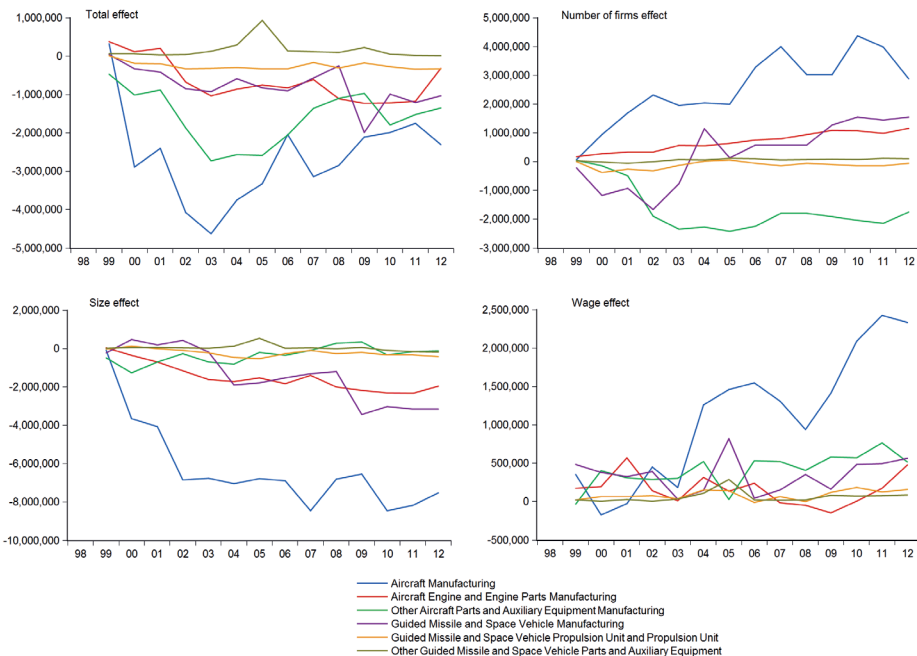 Total effect
1,000,000
0
-1,000,000
-2,000,000
-3,000,000
-4,000,000
-5,000,000
98 99 00 01 02 03 04 05 06 07 08 09 10 11 12
Number of firms effect
5,000,000
4,000,000
3,000,000
2,000,000
1,000,000
0
-1,000,000
-2,000,000
-3,000,000
98 99 00 01 02 03 04 05 06 07 08 09 10 11 12
Size effect
2,000,000
0
-2,000,000
-4,000,000
-6,000,000
-8,000,000
-10,000,000
98 99 00 01 02 03 04 05 06 07 08 09 10 11 12
Wage effect
2,500,000
2,000,000
1,500,000
1,000,000
500,000
0
-500,000
98 99 00 01 02 03 04 05 06 07 08 09 10 11 12
Aircraft Manufacturing
Aircraft Engine and Engine Parts Manufacturing
Other Aircraft Parts and Auxiliary Equipment Manufacturing
Guided Missile and Space Vehicle Manufacturing
Guided Missile and Space Vehicle Propulsion Unit and Propulsion Unit
Other Guided Missile and Space Vehicle Parts and Auxiliary Equipment